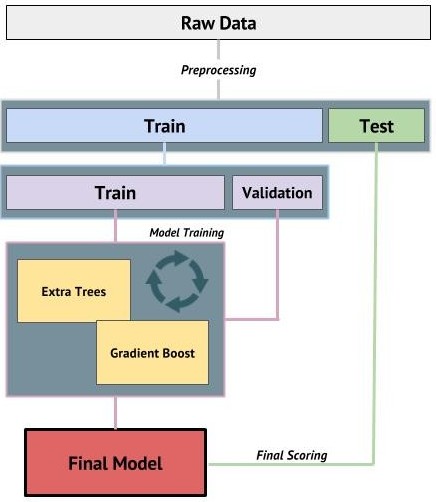 Raw Data
Preprocessing
Train
Test
Train
Validation
Model Training
Extra Trees
Gradient Boost
Final Model
Final Scoring